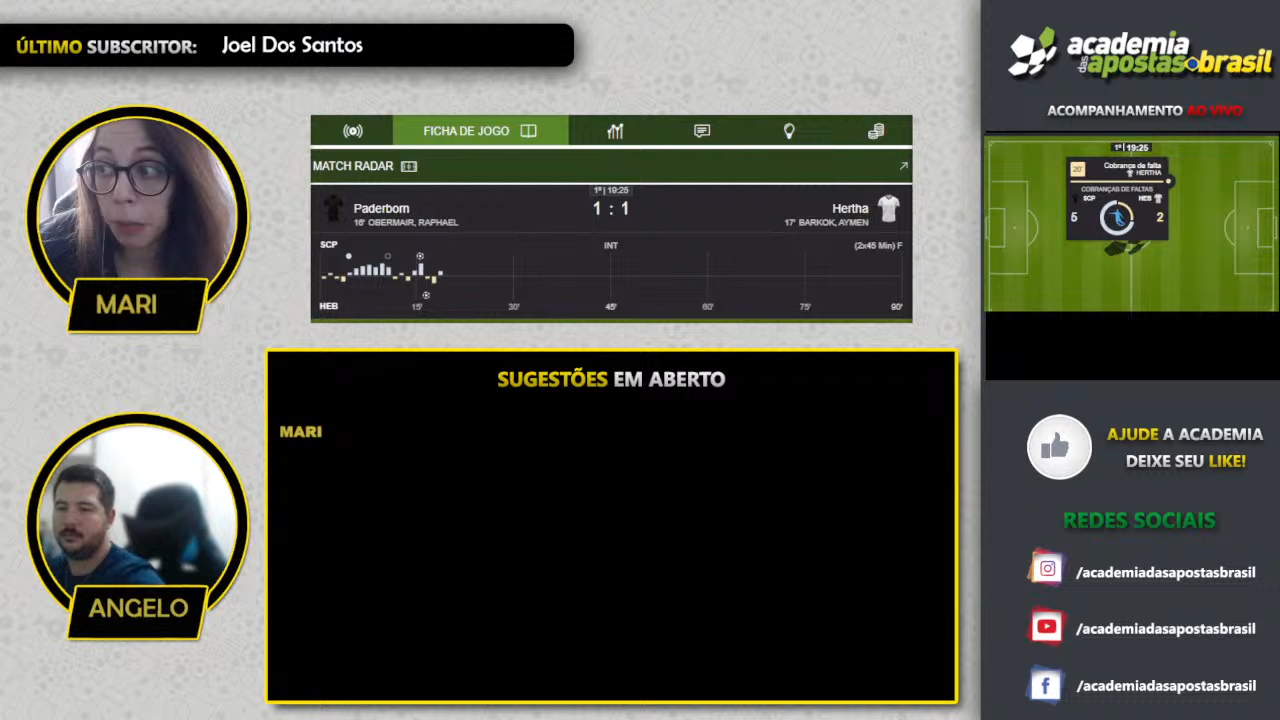 ÚLTIMO SUBSCRITOR: Joel Dos Santos
MARI
ANGELO
FICHA DE JOGO
MATCH RADAR
1º | 19:25
Paderborn
1 : 1
Hertha
16' OBERMAIR, RAPHAEL
17' BARKOK, AYMEN
SCP
INT
(2x45 Min) F
HEB
15'
30'
45'
60'
75'
90'
SUGESTÕES EM ABERTO
MARI
academia
das apostas brasil
ACOMPANHAMENTO AO VIVO
1º | 19:25
20'
Cobrança de falta
HERTHA
COBRANÇAS DE FALTAS
SCP
HEB
5
2
AJUDE A ACADEMIA
DEIXE SEU LIKE!
REDES SOCIAIS
/academiadasapostasbrasil
/academiadasapostasbrasil
/academiadasapostasbrasil